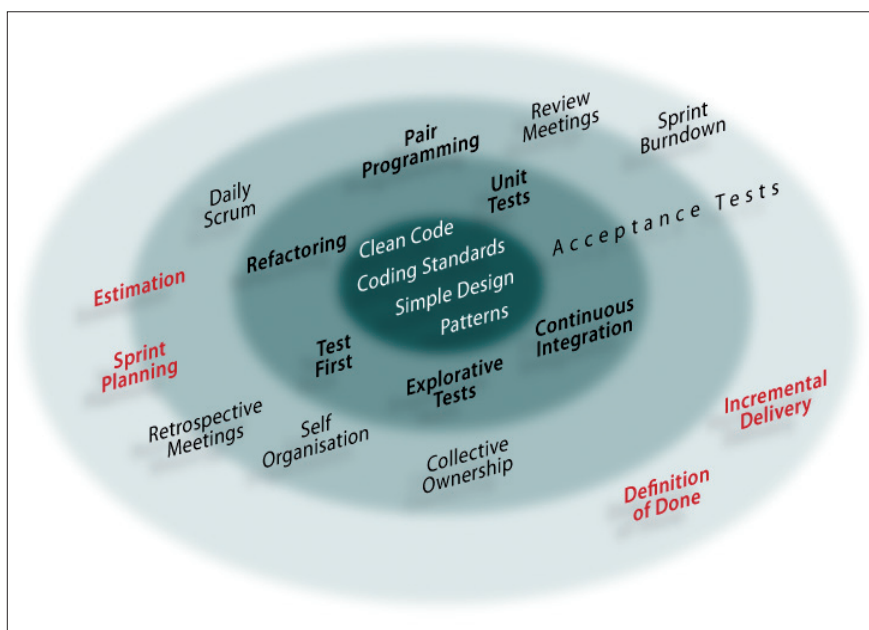 Review
Meetings
Sprint
Burndown
Pair
Programming
Daily
Scrum
Unit
Tests
Acceptance Tests
Refactoring
Clean Code
Coding Standards
Simple Design
Patterns
Estimation
Continuous
Integration
Test
First
Sprint
Planning
Explorative
Tests
Incremental
Delivery
Retrospective
Meetings
Self
Organisation
Collective
Ownership
Definition
of Done